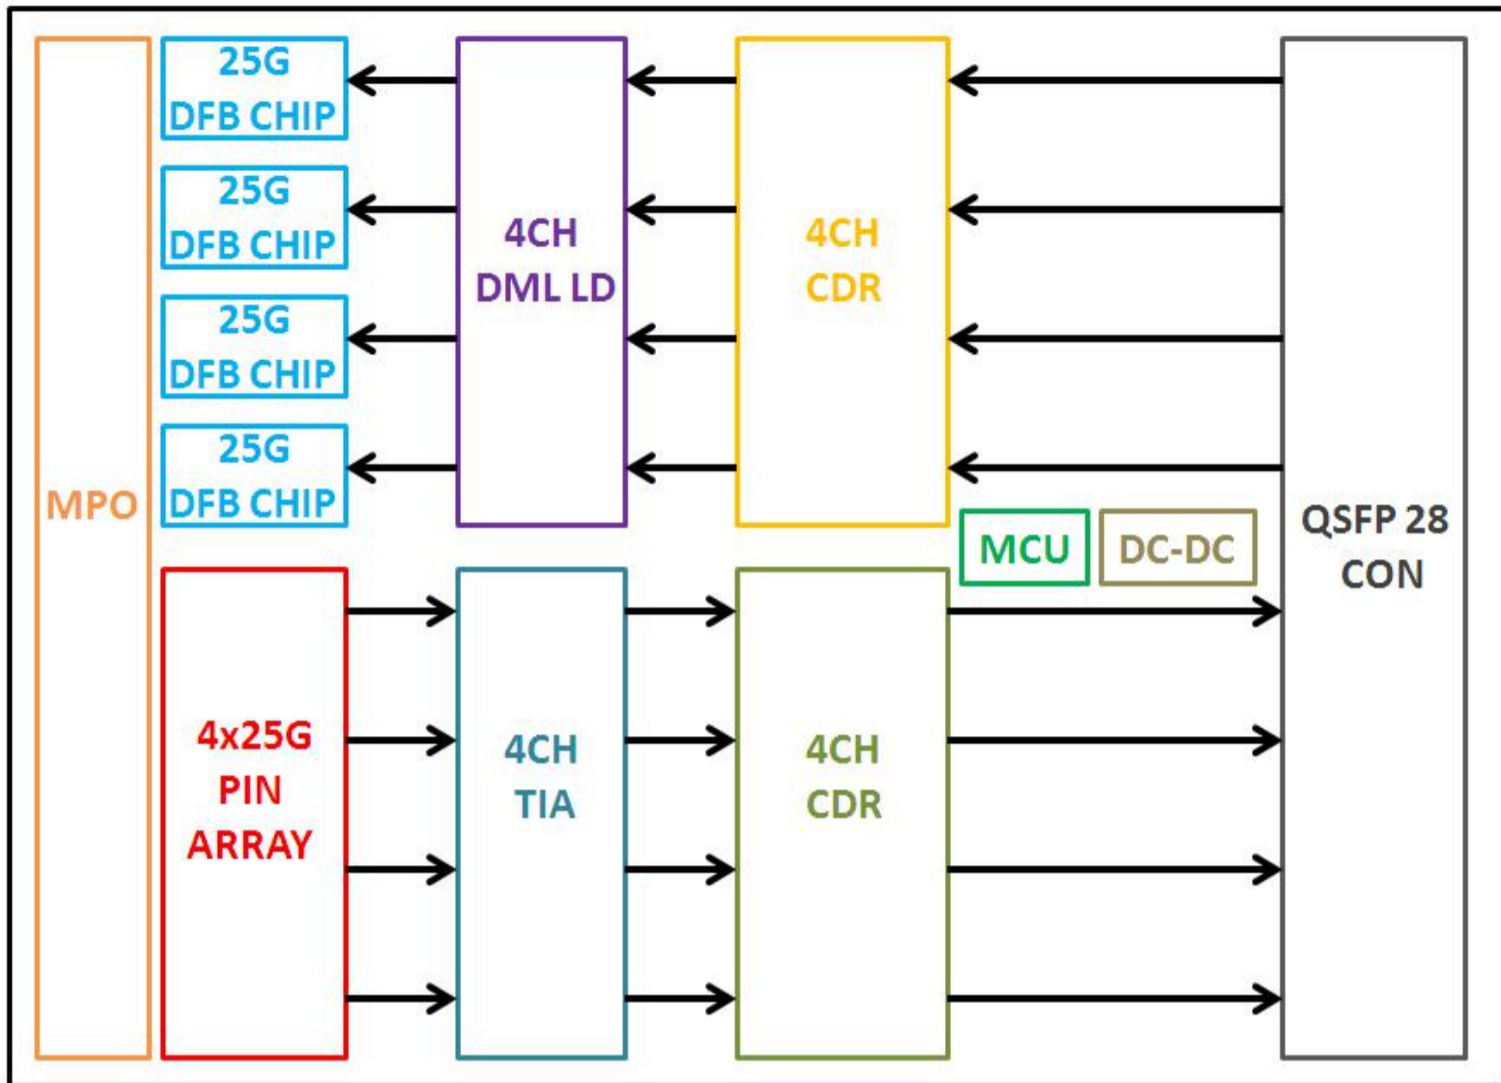 MPO
25G
DFB CHIP
25G
DFB CHIP
25G
DFB CHIP
25G
DFB CHIP
4CH
DML LD
4CH
CDR
MCU
DC-DC
QSFP 28
CON
4x25G
PIN
ARRAY
4CH
TIA
4CH
CDR